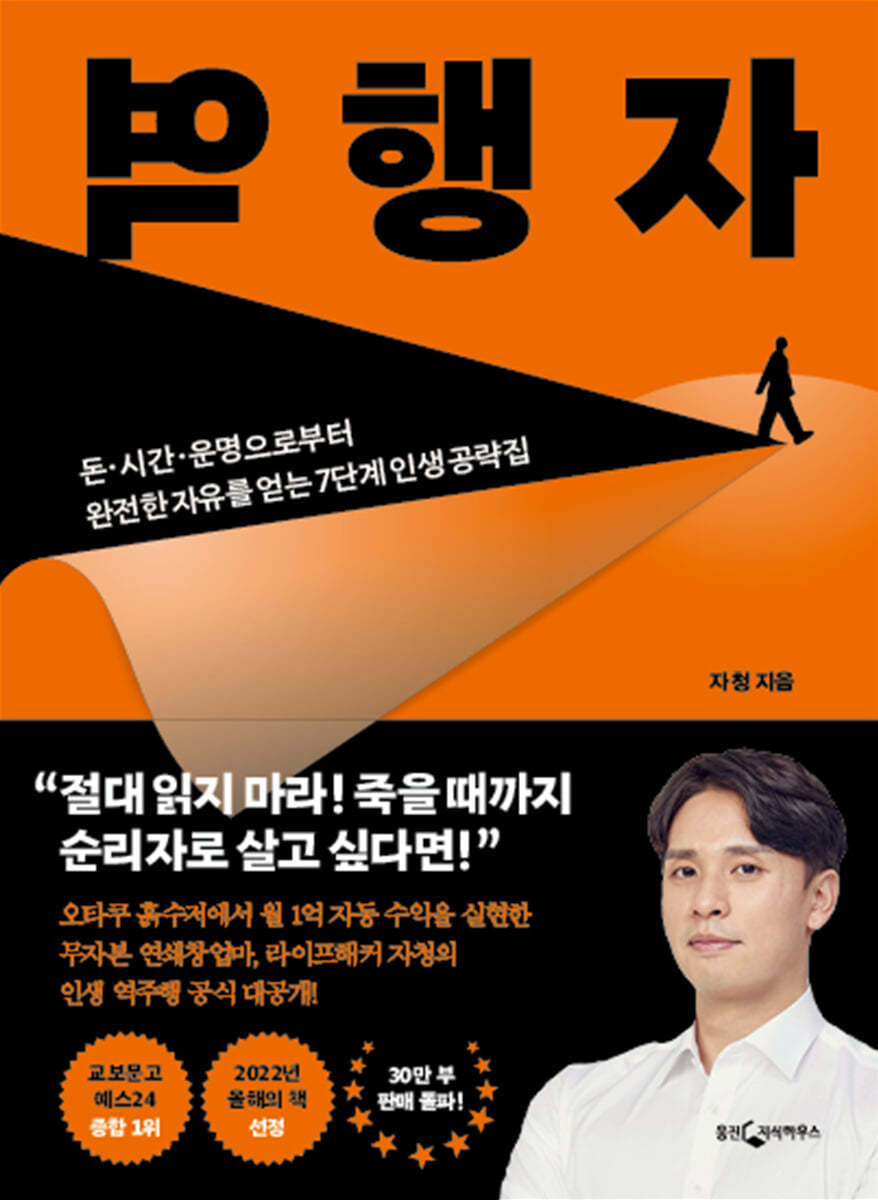 역행자
돈·시간·운명으로부터
완전한 자유를 얻는 7단계 인생 공략집
자청 지음
“절대 읽지 마라! 죽을 때까지
순리자로 살고 싶다면!”
오타쿠 흙수저에서 월 1억 자동 수익을 실현한
무자본 연쇄창업마, 라이프해커 자청의
인생 역주행 공식 대공개!
교보문고
예스24
종합 1위
2022년
올해의 책
선정
30만 부
판매 돌파!
웅진 지식하우스